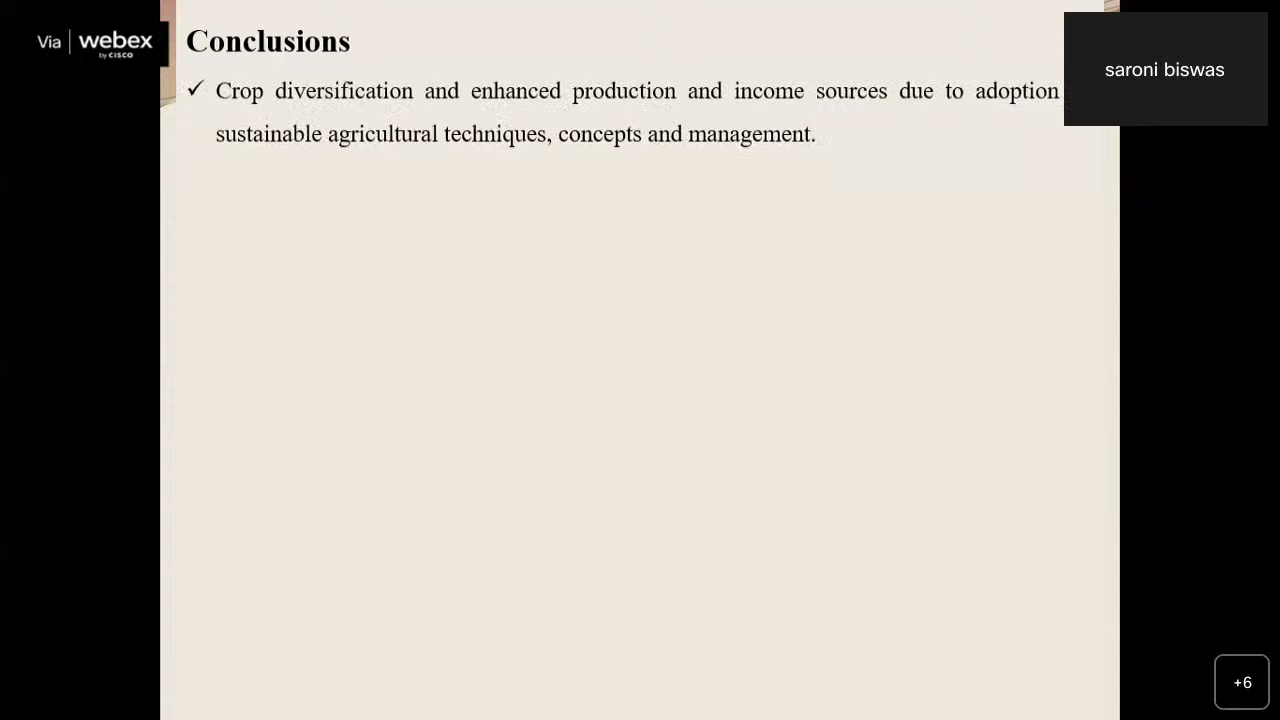 Via webex
by CISCO
Conclusions
saroni biswas
✓ Crop diversification and enhanced production and income sources due to adoption
sustainable agricultural techniques, concepts and management.
+6